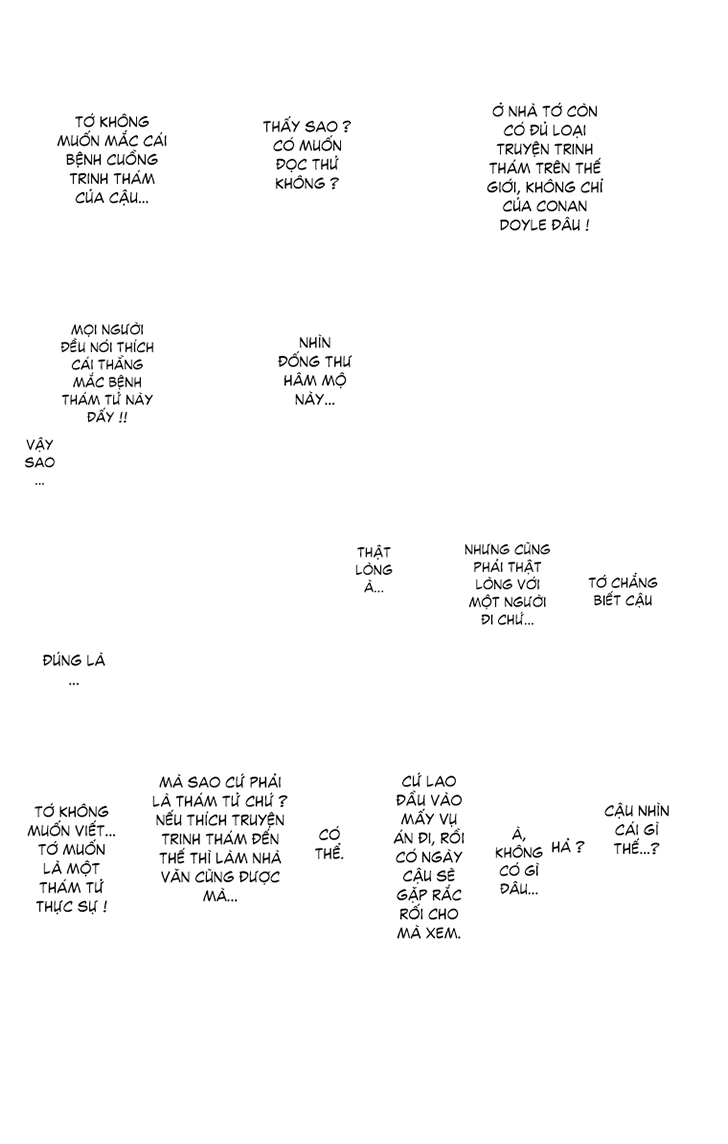 Ở NHÀ TỚ CÒN
CÓ ĐỦ LOẠI
TRUYỆN TRINH
THÁM TRÊN THẾ
GIỚI, KHÔNG CHỈ
CỦA CONAN
DOYLE ĐÂU !
THẤY SAO ?
CÓ MUỐN
ĐỌC THỬ
KHÔNG ?
TỚ KHÔNG
MUỐN MẮC CÁI
BỆNH CUỒNG
TRINH THÁM
CỦA CẬU...
NHÌN
ĐỐNG THƯ
HÂM MỘ
NÀY...
MỌI NGƯỜI
ĐỀU NÓI THÍCH
CÁI THẰNG
MẮC BỆNH
THÁM TỬ NÀY
ĐẤY !!
VẬY
SAO
...
TỚ CHẲNG
BIẾT CẬU
NHƯNG CŨNG
PHẢI THẬT
LÒNG VỚI
MỘT NGƯỜI
ĐI CHỨ...
THẬT
LÒNG
À...
ĐÚNG LÀ
...
CẬU NHÌN
CÁI GÌ
THẾ...?
HẢ ?
À,
KHÔNG
CÓ GÌ
ĐÂU...
CỨ LAO
ĐẦU VÀO
MẤY VỤ
ÁN ĐI, RỒI
CÓ NGÀY
CẬU SẼ
GẶP RẮC
RỐI CHO
MÀ XEM.
CÓ
THỂ.
MÀ SAO CỨ PHẢI
LÀ THÁM TỬ CHỨ ?
NẾU THÍCH TRUYỆN
TRINH THÁM ĐẾN
THẾ THÌ LÀM NHÀ
VĂN CŨNG ĐƯỢC
MÀ...
TỚ KHÔNG
MUỐN VIẾT...
TỚ MUỐN
LÀ MỘT
THÁM TỬ
THỰC SỰ !